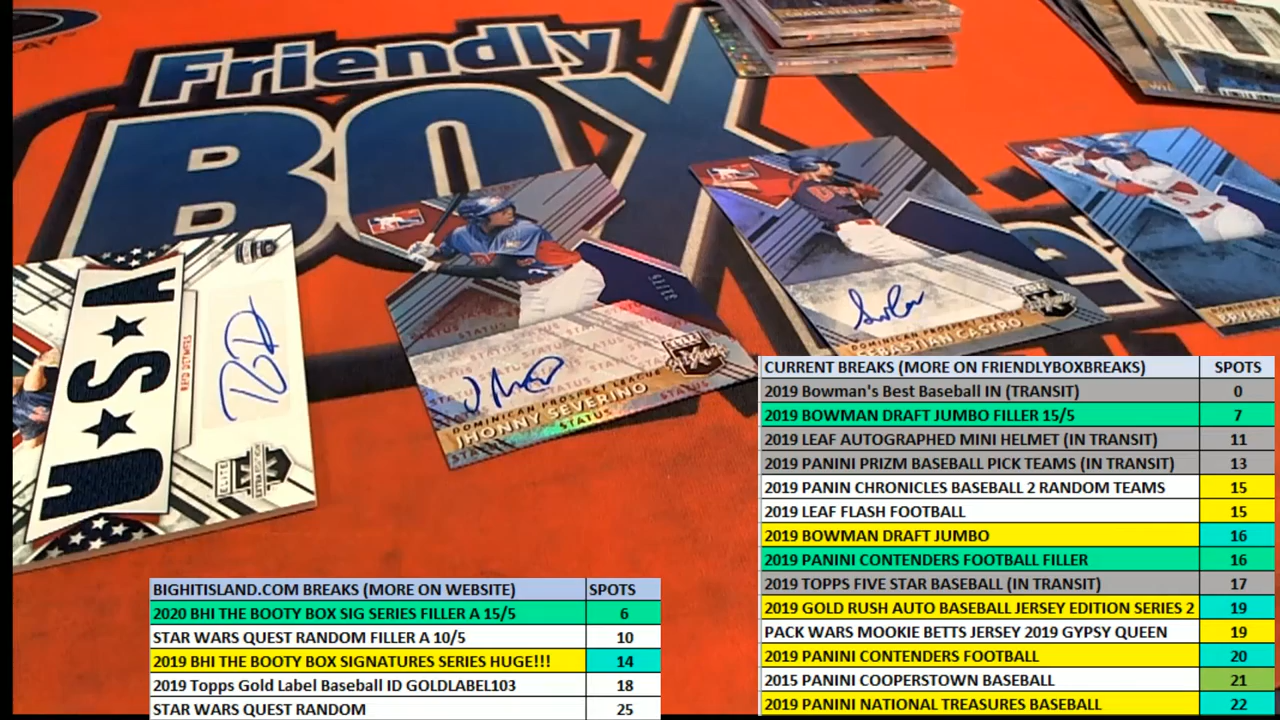 Friendly
BOX
USA
REID DETMERS
ELITE
EXTRA EDITION
DOMINICAN PROSPECT LEAGUE
JHONNY SEVERINO
STATUS
DOMINICAN PROSPECT LEAGUE
SEBASTIAN CASTRO
CURRENT BREAKS (MORE ON FRIENDLYBOXBREAKS) SPOTS
2019 Bowman's Best Baseball IN (TRANSIT) 0
2019 BOWMAN DRAFT JUMBO FILLER 15/5 7
2019 LEAF AUTOGRAPHED MINI HELMET (IN TRANSIT) 11
2019 PANINI PRIZM BASEBALL PICK TEAMS (IN TRANSIT) 13
2019 PANIN CHRONICLES BASEBALL 2 RANDOM TEAMS 15
2019 LEAF FLASH FOOTBALL 15
2019 BOWMAN DRAFT JUMBO 16
2019 PANINI CONTENDERS FOOTBALL FILLER 16
2019 TOPPS FIVE STAR BASEBALL (IN TRANSIT) 17
2019 GOLD RUSH AUTO BASEBALL JERSEY EDITION SERIES 2 19
PACK WARS MOOKIE BETTS JERSEY 2019 GYPSY QUEEN 19
2019 PANINI CONTENDERS FOOTBALL 20
2015 PANINI COOPERSTOWN BASEBALL 21
2019 PANINI NATIONAL TREASURES BASEBALL 22
BIGHITISLAND.COM BREAKS (MORE ON WEBSITE) SPOTS
2020 BHI THE BOOTY BOX SIG SERIES FILLER A 15/5 6
STAR WARS QUEST RANDOM FILLER A 10/5 10
2019 BHI THE BOOTY BOX SIGNATURES SERIES HUGE!!! 14
2019 Topps Gold Label Baseball ID GOLDLABEL103 18
STAR WARS QUEST RANDOM 25